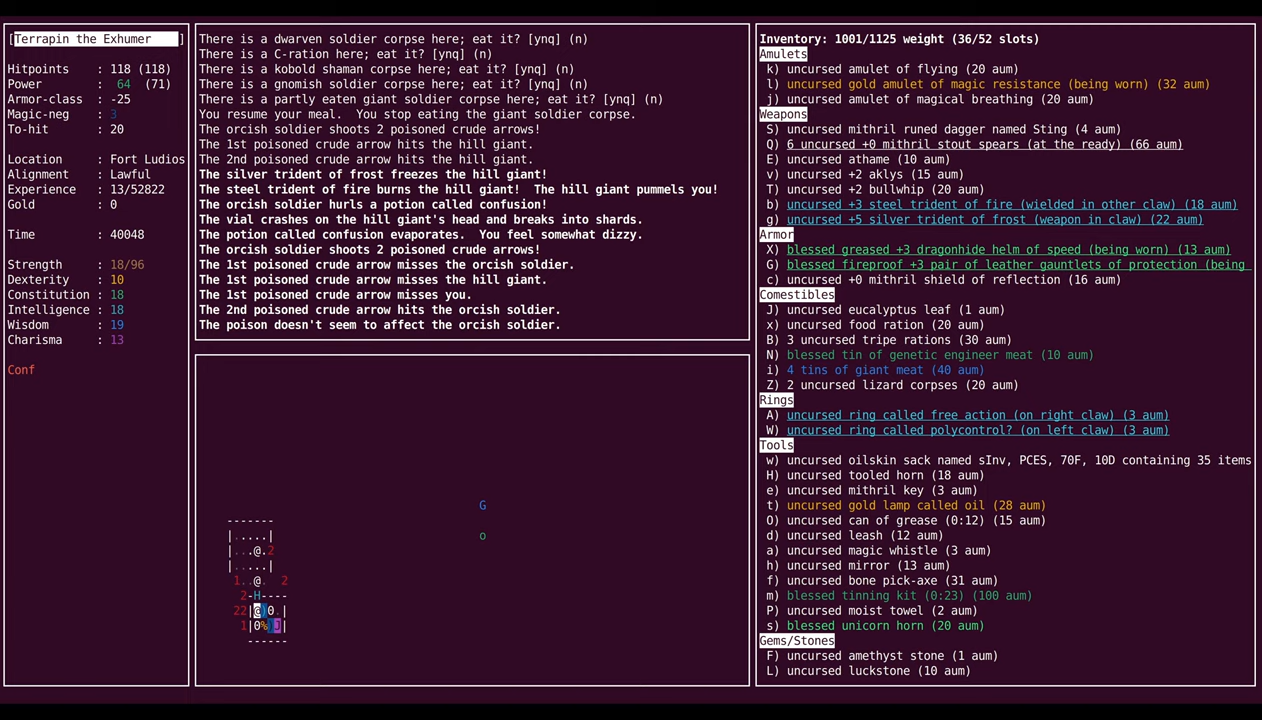 [Terrapin the Exhumer ]
Hitpoints : 118 (118)
Power : 64 (71)
Armor-class : -25
Magic-neg : 3
To-hit : 20
Location : Fort Ludios
Alignment : Lawful
Experience : 13/52822
Gold : 0
Time : 40048
Strength : 18/96
Dexterity : 10
Constitution : 18
Intelligence : 18
Wisdom : 19
Charisma : 13
Conf
There is a dwarven soldier corpse here; eat it? [ynq] (n)
There is a C-ration here; eat it? [ynq] (n)
There is a kobold shaman corpse here; eat it? [ynq] (n)
There is a gnomish soldier corpse here; eat it? [ynq] (n)
There is a partly eaten giant soldier corpse here; eat it? [ynq] (n)
You resume your meal.  You stop eating the giant soldier corpse.
The orcish soldier shoots 2 poisoned crude arrows!
The 1st poisoned crude arrow hits the hill giant.
The 2nd poisoned crude arrow hits the hill giant.
The silver trident of frost freezes the hill giant!
The steel trident of fire burns the hill giant!  The hill giant pummels you!
The orcish soldier hurls a potion called confusion!
The vial crashes on the hill giant's head and breaks into shards.
The potion called confusion evaporates.  You feel somewhat dizzy.
The orcish soldier shoots 2 poisoned crude arrows!
The 1st poisoned crude arrow misses the orcish soldier.
The 1st poisoned crude arrow misses the hill giant.
The 1st poisoned crude arrow misses you.
The 2nd poisoned crude arrow hits the orcish soldier.
The poison doesn't seem to affect the orcish soldier.
G
-------
|.....| o
|...@.2
|.....|
1..@. 2
2-H----
22|@)0.|
1|0%)]|
------
Inventory: 1001/1125 weight (36/52 slots)
Amulets
k) uncursed amulet of flying (20 aum)
l) uncursed gold amulet of magic resistance (being worn) (32 aum)
j) uncursed amulet of magical breathing (20 aum)
Weapons
S) uncursed mithril runed dagger named Sting (4 aum)
Q) 6 uncursed +0 mithril stout spears (at the ready) (66 aum)
E) uncursed athame (10 aum)
v) uncursed +2 aklys (15 aum)
T) uncursed +2 bullwhip (20 aum)
b) uncursed +3 steel trident of fire (wielded in other claw) (18 aum)
g) uncursed +5 silver trident of frost (weapon in claw) (22 aum)
Armor
X) blessed greased +3 dragonhide helm of speed (being worn) (13 aum)
G) blessed fireproof +3 pair of leather gauntlets of protection (being
c) uncursed +0 mithril shield of reflection (16 aum)
Comestibles
J) uncursed eucalyptus leaf (1 aum)
x) uncursed food ration (20 aum)
B) 3 uncursed tripe rations (30 aum)
N) blessed tin of genetic engineer meat (10 aum)
i) 4 tins of giant meat (40 aum)
Z) 2 uncursed lizard corpses (20 aum)
Rings
A) uncursed ring called free action (on right claw) (3 aum)
W) uncursed ring called polycontrol? (on left claw) (3 aum)
Tools
w) uncursed oilskin sack named sInv, PCES, 70F, 10D containing 35 items
H) uncursed tooled horn (18 aum)
e) uncursed mithril key (3 aum)
t) uncursed gold lamp called oil (28 aum)
O) uncursed can of grease (0:12) (15 aum)
d) uncursed leash (12 aum)
a) uncursed magic whistle (3 aum)
h) uncursed mirror (13 aum)
f) uncursed bone pick-axe (31 aum)
m) blessed tinning kit (0:23) (100 aum)
P) uncursed moist towel (2 aum)
s) blessed unicorn horn (20 aum)
Gems/Stones
F) uncursed amethyst stone (1 aum)
L) uncursed luckstone (10 aum)